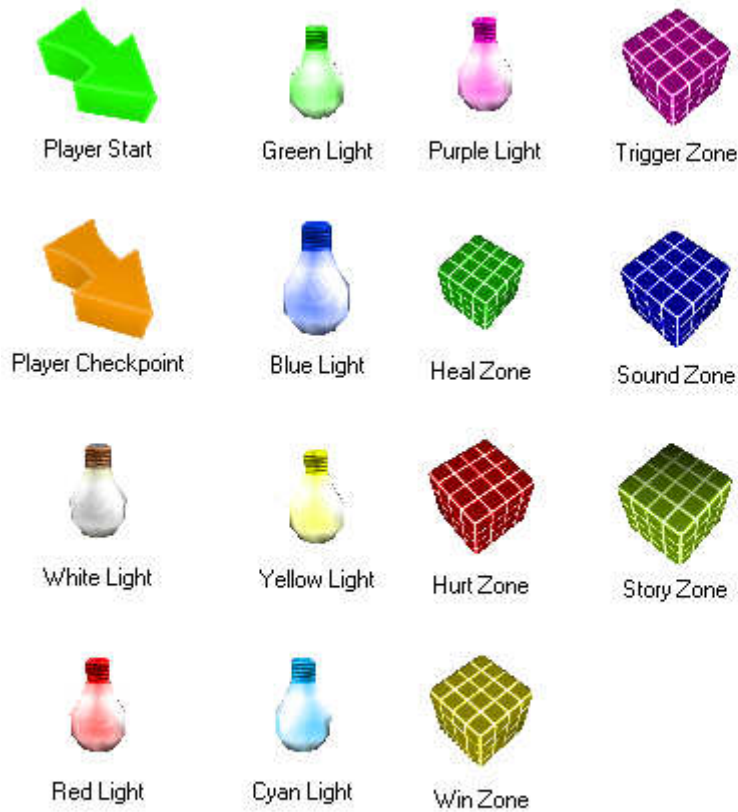 Player Start
Green Light
Purple Light
Trigger Zone
Player Checkpoint
Blue Light
Heal Zone
Sound Zone
White Light
Yellow Light
Hurt Zone
Story Zone
Red Light
Cyan Light
Win Zone